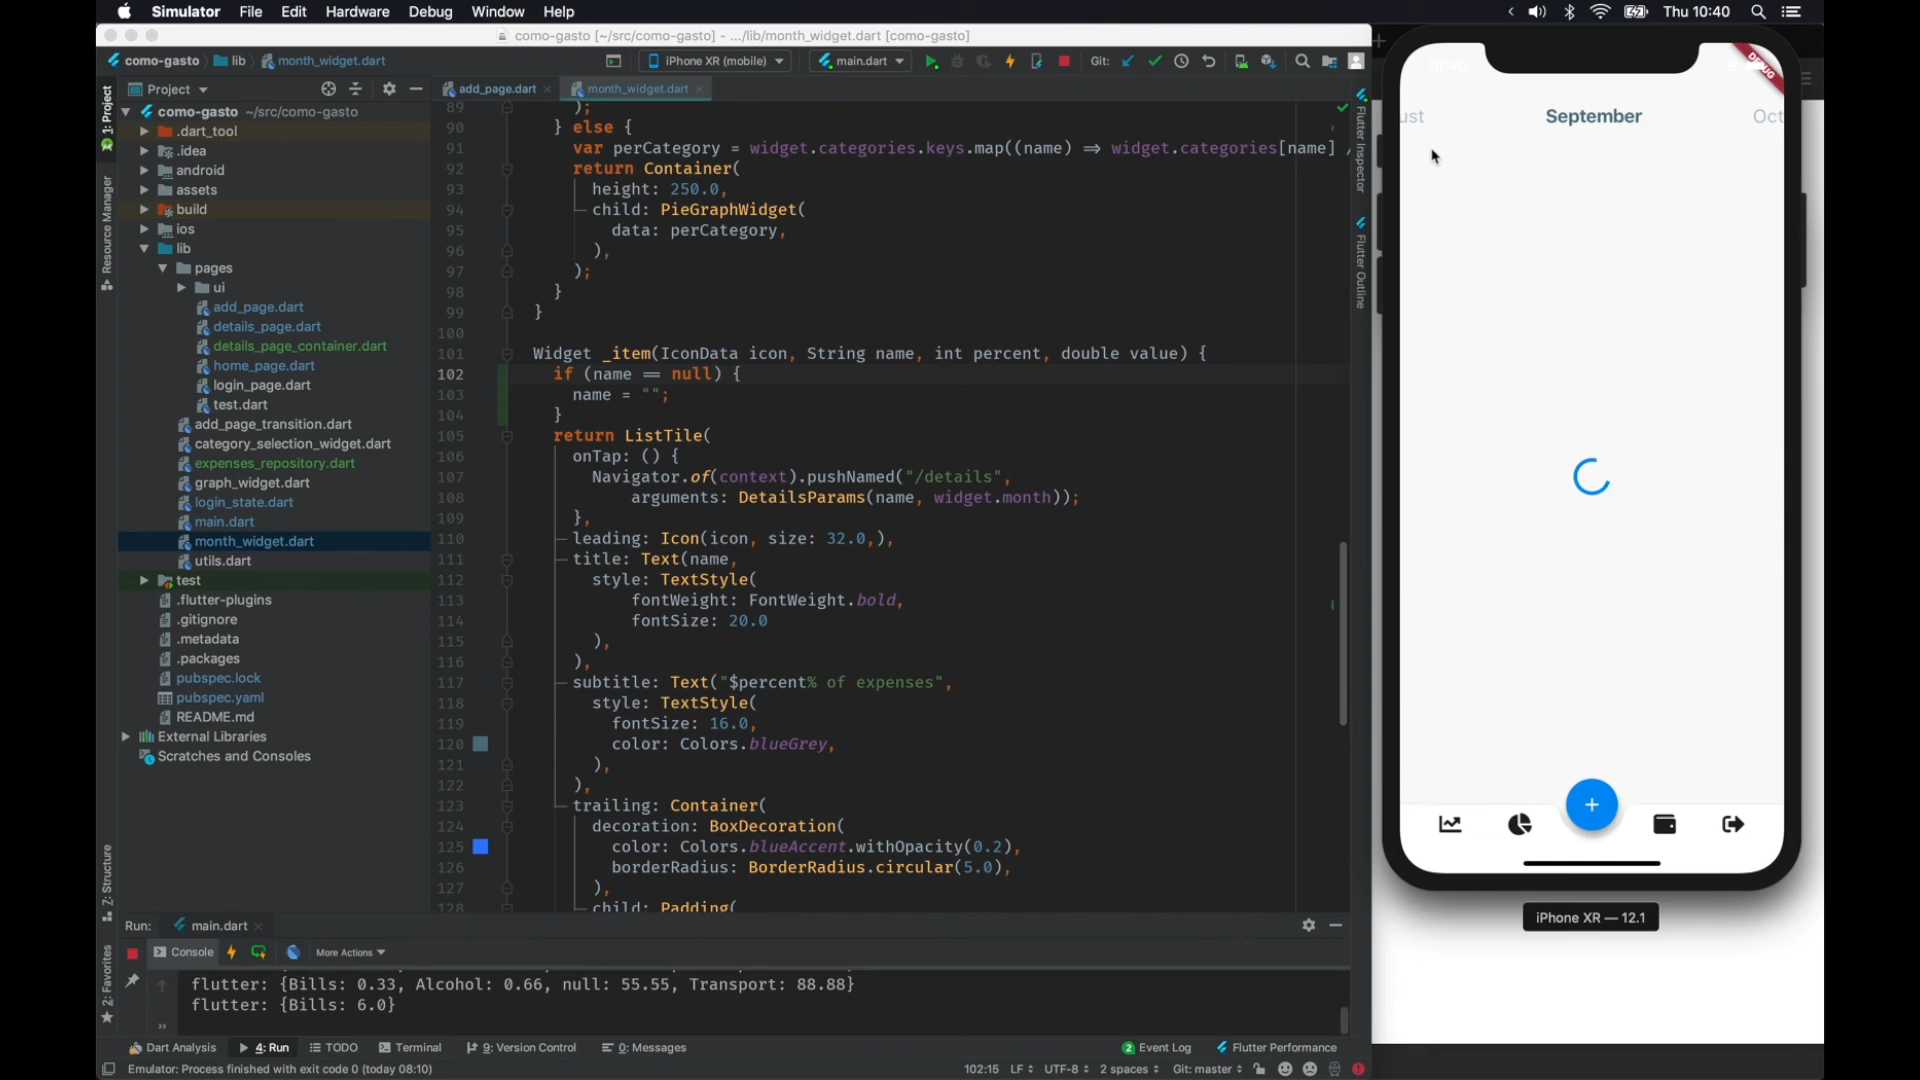 Simulator File Edit Hardware Debug Window Help
Thu 10:40
como-gasto [~/src/como-gasto] - .../lib/month_widget.dart [como-gasto]
como-gasto lib month_widget.dart
iPhone XR (mobile) main.dart Git:
Project
add_page.dart month_widget.dart
como-gasto ~/src/como-gasto
.dart_tool
.idea
android
assets
build
ios
lib
pages
ui
add_page.dart
details_page.dart
details_page_container.dart
home_page.dart
login_page.dart
test.dart
add_page_transition.dart
category_selection_widget.dart
expenses_repository.dart
graph_widget.dart
login_state.dart
main.dart
month_widget.dart
utils.dart
test
.flutter-plugins
.gitignore
.metadata
.packages
pubspec.lock
pubspec.yaml
README.md
External Libraries
Scratches and Consoles
1: Project
Resource Manager
Z: Structure
2: Favorites
89 );
90 } else {
91 var perCategory = widget.categories.keys.map((name) => widget.categories[name] /
92 return Container(
93 height: 250.0,
94 child: PieGraphWidget(
95 data: perCategory,
96 ),
97 );
98 }
99 }
100
101 Widget _item(IconData icon, String name, int percent, double value) {
102 if (name == null) {
103 name = "";
104 }
105 return ListTile(
106 onTap: () {
107 Navigator.of(context).pushNamed("/details",
108 arguments: DetailsParams(name, widget.month));
109 },
110 leading: Icon(icon, size: 32.0,),
111 title: Text(name,
112 style: TextStyle(
113 fontWeight: FontWeight.bold,
114 fontSize: 20.0
115 ),
116 ),
117 subtitle: Text("$percent% of expenses",
118 style: TextStyle(
119 fontSize: 16.0,
120 color: Colors.blueGrey,
121 ),
122 ),
123 trailing: Container(
124 decoration: BoxDecoration(
125 color: Colors.blueAccent.withOpacity(0.2),
126 borderRadius: BorderRadius.circular(5.0),
127 ),
128 child: Padding(
Flutter Inspector
Flutter Outline
DEBUG
ust September Oct
+
iPhone XR — 12.1
Run: main.dart
Console More Actions
flutter: {Bills: 0.33, Alcohol: 0.66, null: 55.55, Transport: 88.88}
flutter: {Bills: 6.0}
Dart Analysis 4: Run TODO Terminal 9: Version Control 0: Messages 2 Event Log Flutter Performance
Emulator: Process finished with exit code 0 (today 08:10) 102:15 LF UTF-8 2 spaces Git: master